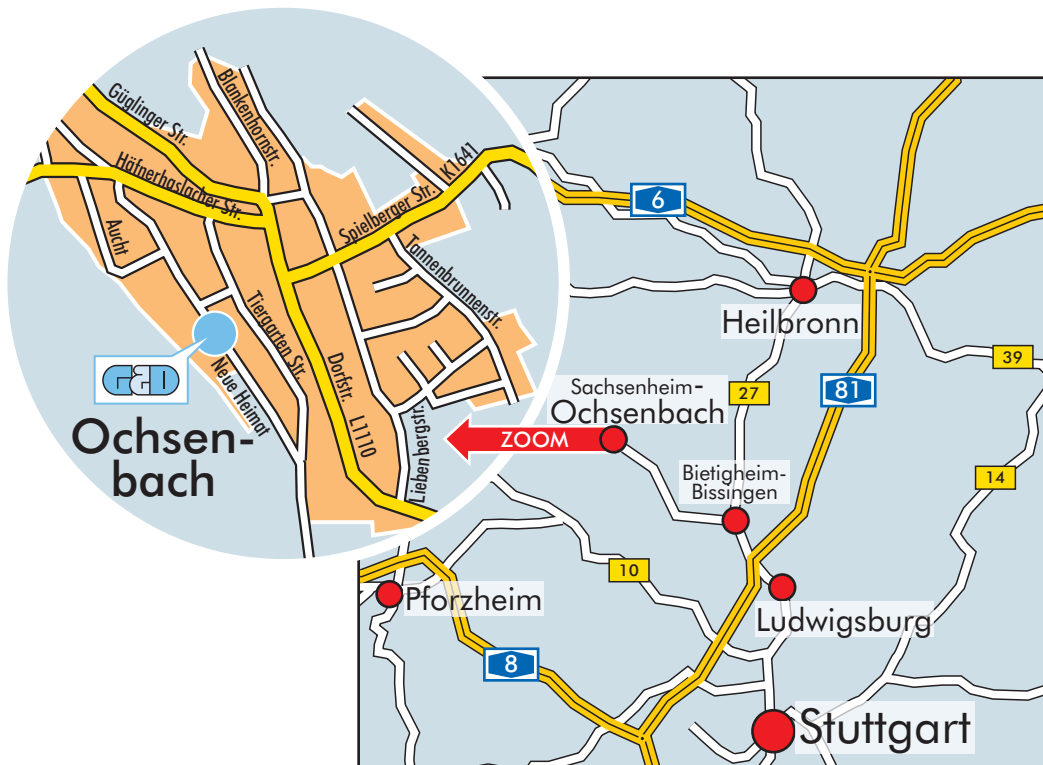 Güglinger Str.
Blankenhornstr.
Häfnerhaslacher Str.
Spielberger Str. K1641
Aucht
Tannenbrunnenstr.
Tiergarten Str.
Dorfstr. L1110
Neue Heimat
Liebenbergstr.
G&D
Ochsen-
bach
ZOOM
6
Heilbronn
39
81
27
Sachsenheim-
Ochsenbach
Bietigheim-
Bissingen
14
10
Pforzheim
Ludwigsburg
8
Stuttgart